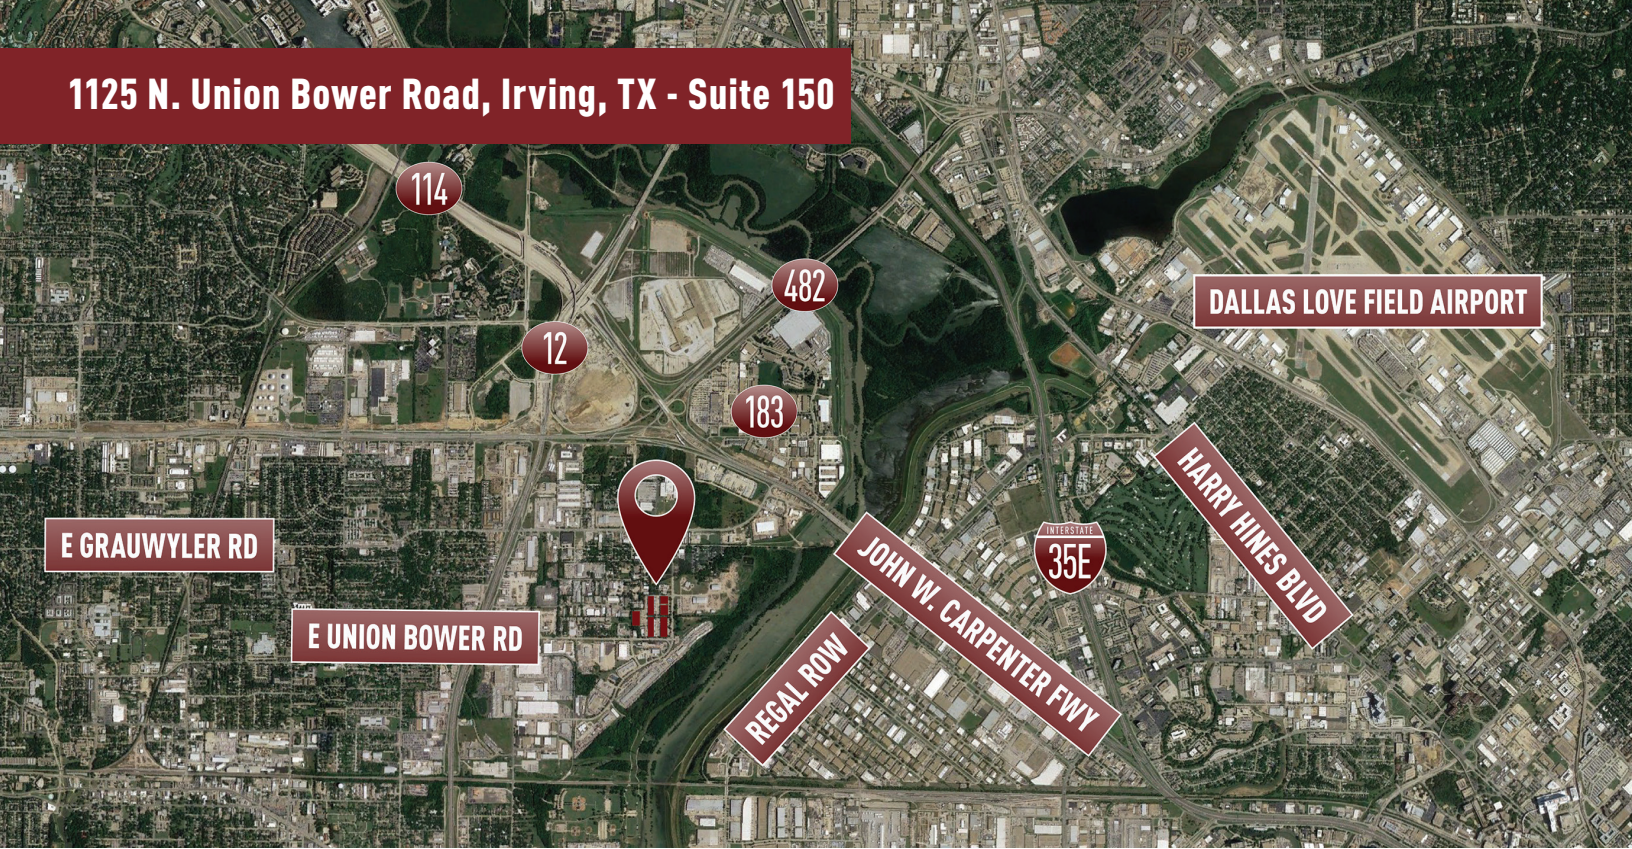 1125 N. Union Bower Road, Irving, TX - Suite 150
114
482
DALLAS LOVE FIELD AIRPORT
12
183
HARRY HINES BLVD
E GRAUWYLER RD
INTERSTATE
35E
JOHN W. CARPENTER FWY
E UNION BOWER RD
REGAL ROW